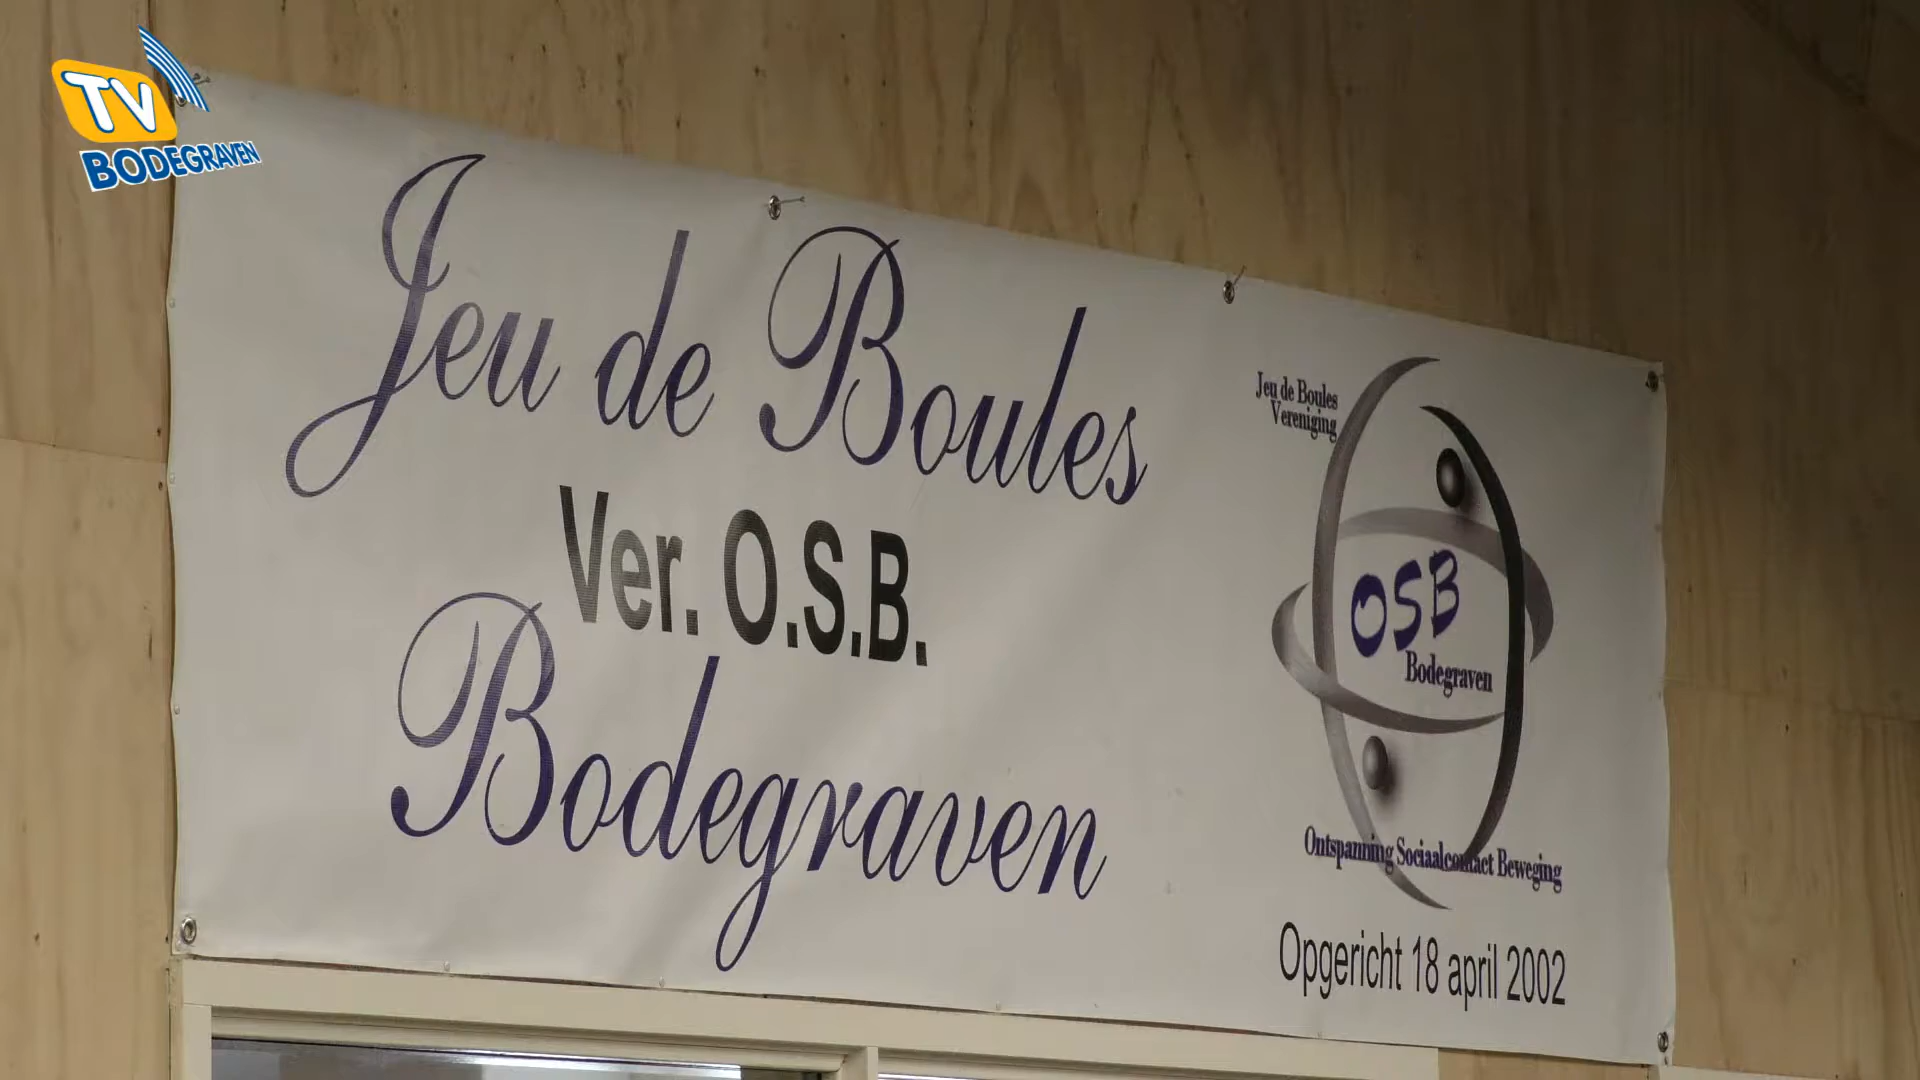 TV
BODEGRAVEN
Jeu de Boules
Ver. O.S.B.
Bodegraven
Jeu de Boules
Vereniging
OSB
Bodegraven
Ontspanning Sociaalcontact Beweging
Opgericht 18 april 2002